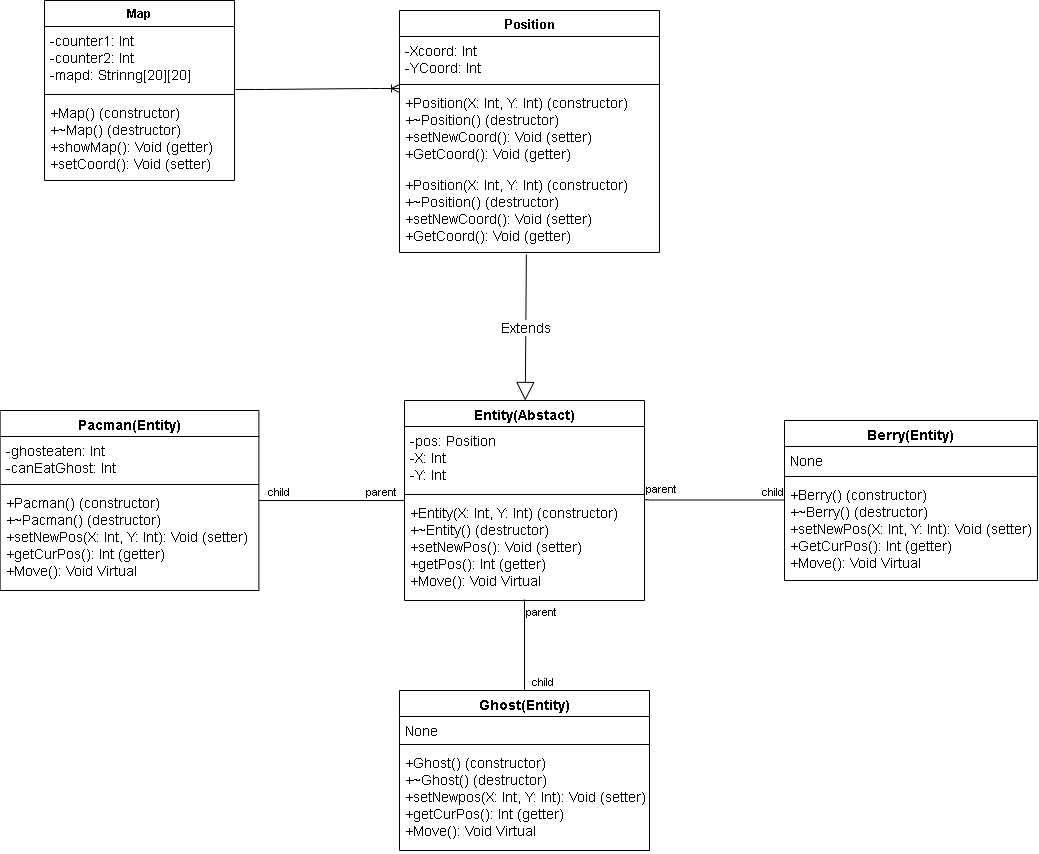 Map
-counter1: Int
-counter2: Int
-mapd: Strinng[20][20]
+Map() (constructor)
+~Map() (destructor)
+showMap(): Void (getter)
+setCoord(): Void (setter)
Position
-Xcoord: Int
-YCoord: Int
+Position(X: Int, Y: Int) (constructor)
+~Position() (destructor)
+setNewCoord(): Void (setter)
+GetCoord(): Void (getter)
+Position(X: Int, Y: Int) (constructor)
+~Position() (destructor)
+setNewCoord(): Void (setter)
+GetCoord(): Void (getter)
Extends
Pacman(Entity)
-ghosteaten: Int
-canEatGhost: Int
+Pacman() (constructor)
+~Pacman() (destructor)
+setNewPos(X: Int, Y: Int): Void (setter)
+getCurPos(): Int (getter)
+Move(): Void Virtual
child
parent
Entity(Abstact)
-pos: Position
-X: Int
-Y: Int
+Entity(X: Int, Y: Int) (constructor)
+~Entity() (destructor)
+setNewPos(): Void (setter)
+getPos(): Int (getter)
+Move(): Void Virtual
parent
child
Berry(Entity)
None
+Berry() (constructor)
+~Berry() (destructor)
+setNewPos(X: Int, Y: Int): Void (setter)
+GetCurPos(): Int (getter)
+Move(): Void Virtual
parent
child
Ghost(Entity)
None
+Ghost() (constructor)
+~Ghost() (destructor)
+setNewpos(X: Int, Y: Int): Void (setter)
+getCurPos(): Int (getter)
+Move(): Void Virtual